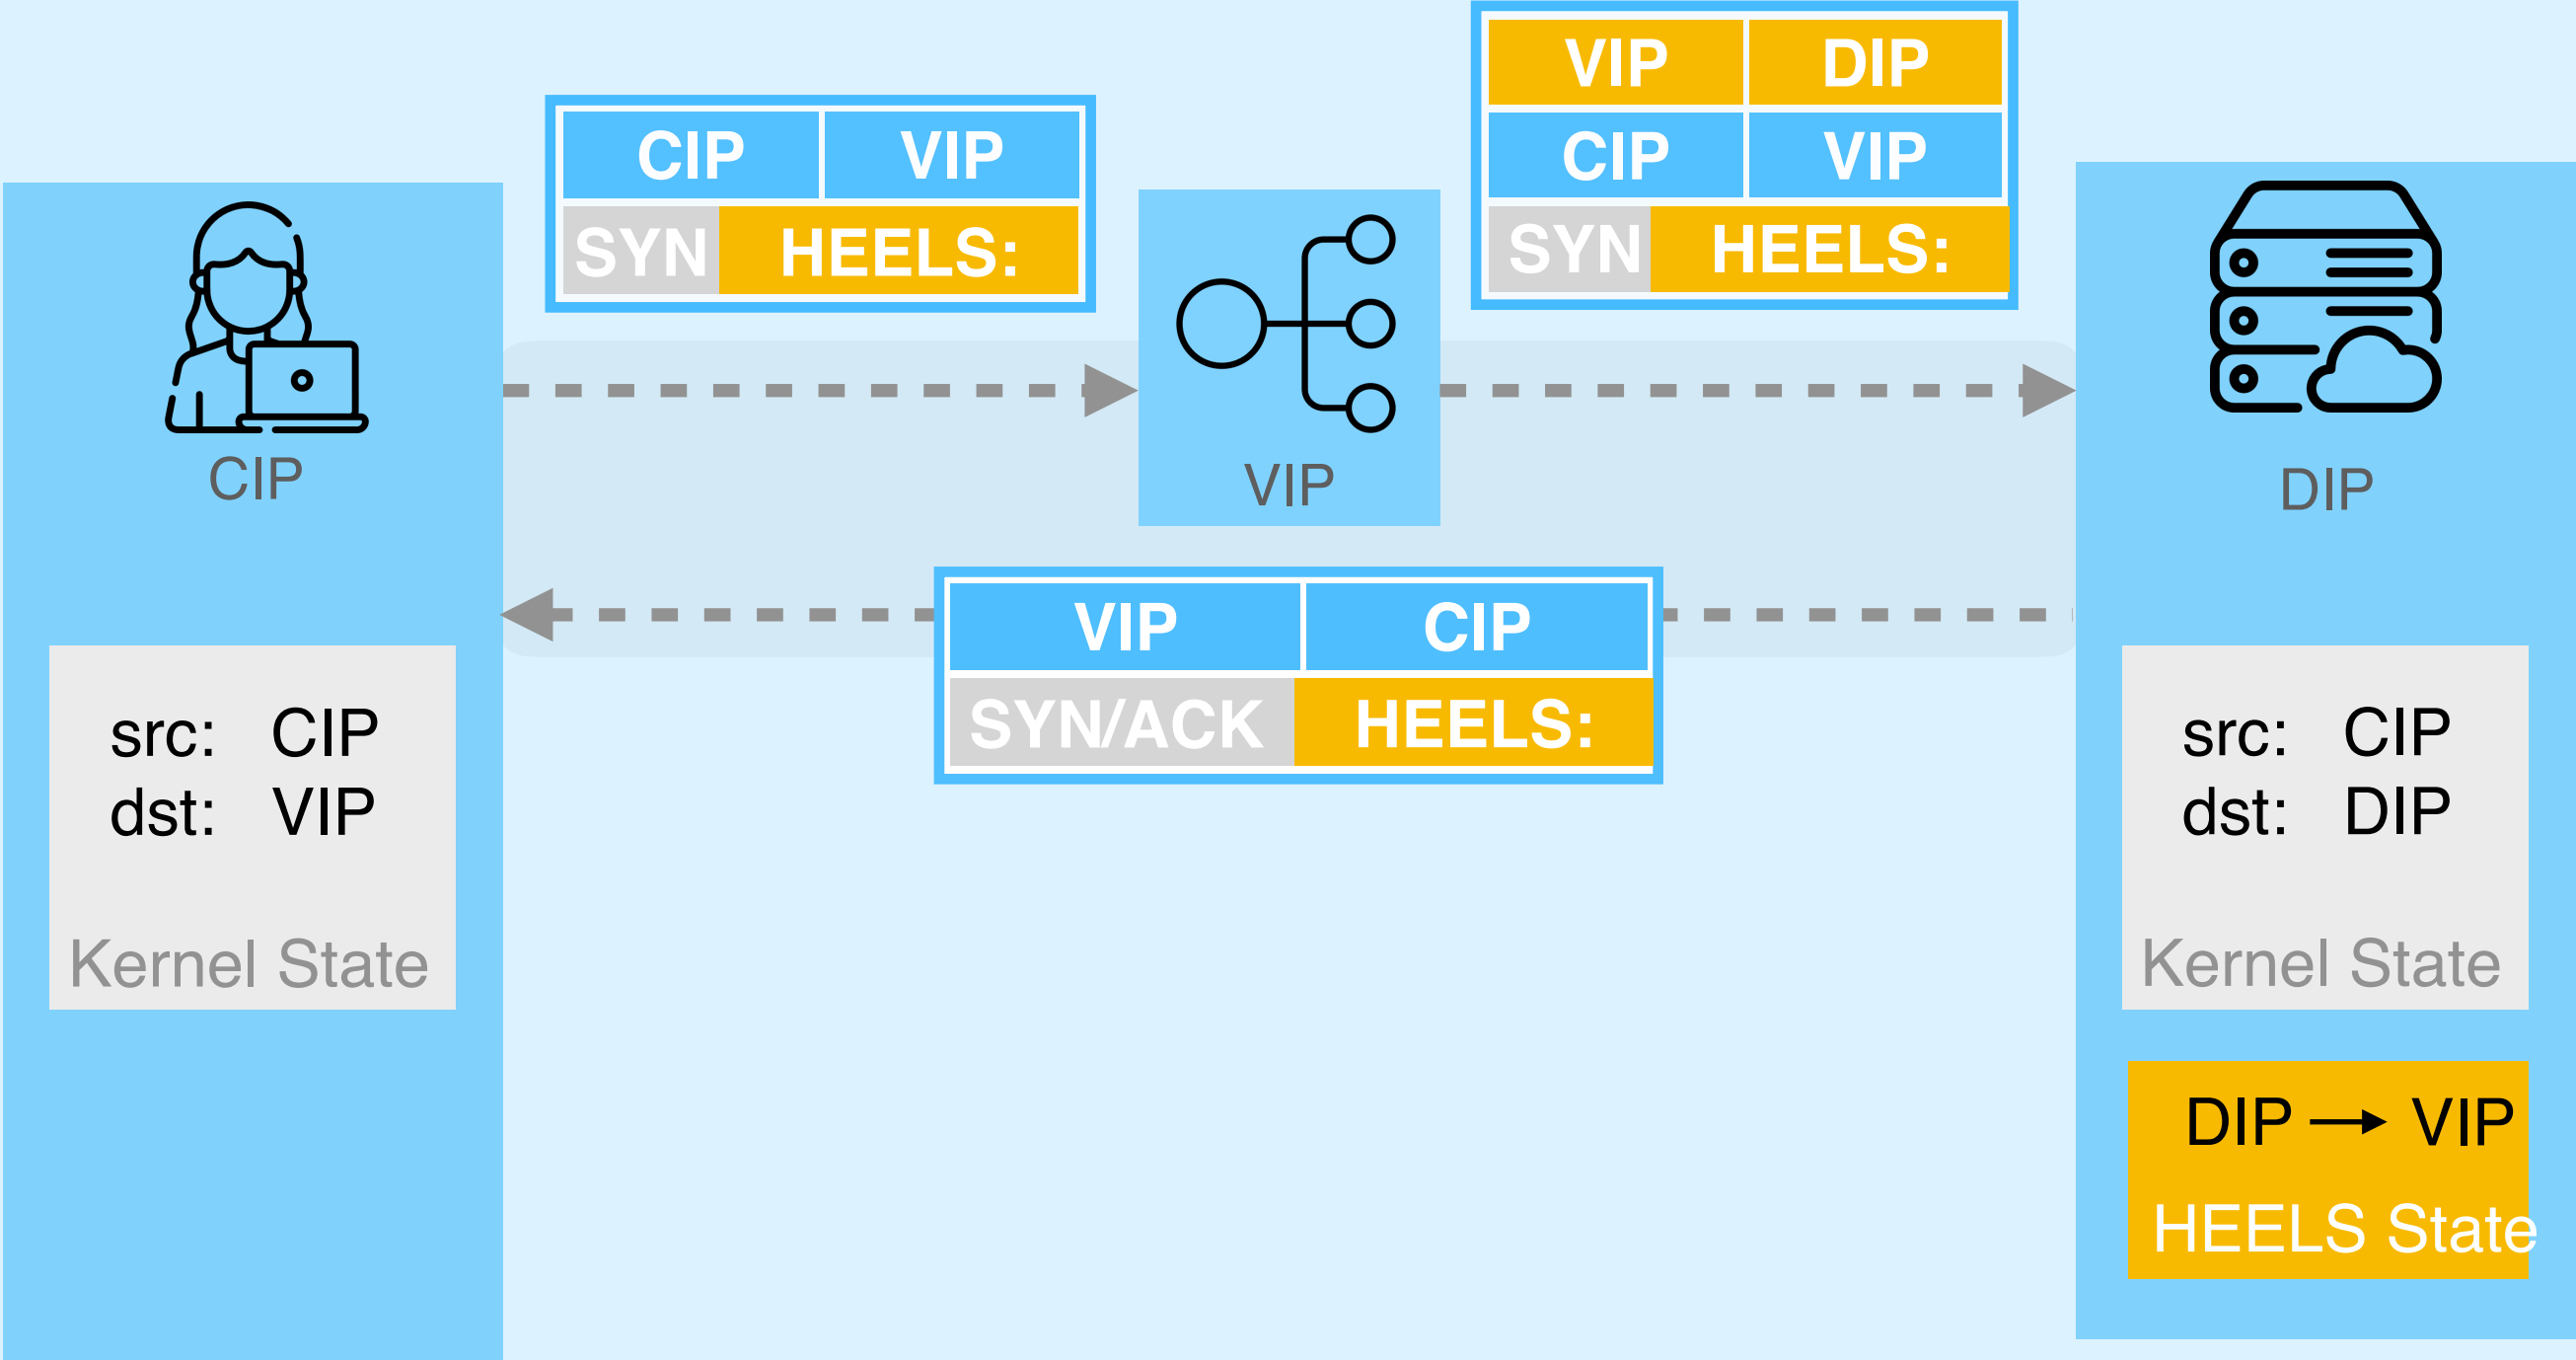 VIP DIP
CIP VIP
SYN HEELS:
CIP VIP
SYN HEELS:
CIP
VIP
DIP
VIP CIP
SYN/ACK HEELS:
src: CIP
dst: VIP
Kernel State
src: CIP
dst: DIP
Kernel State
DIP → VIP
HEELS State